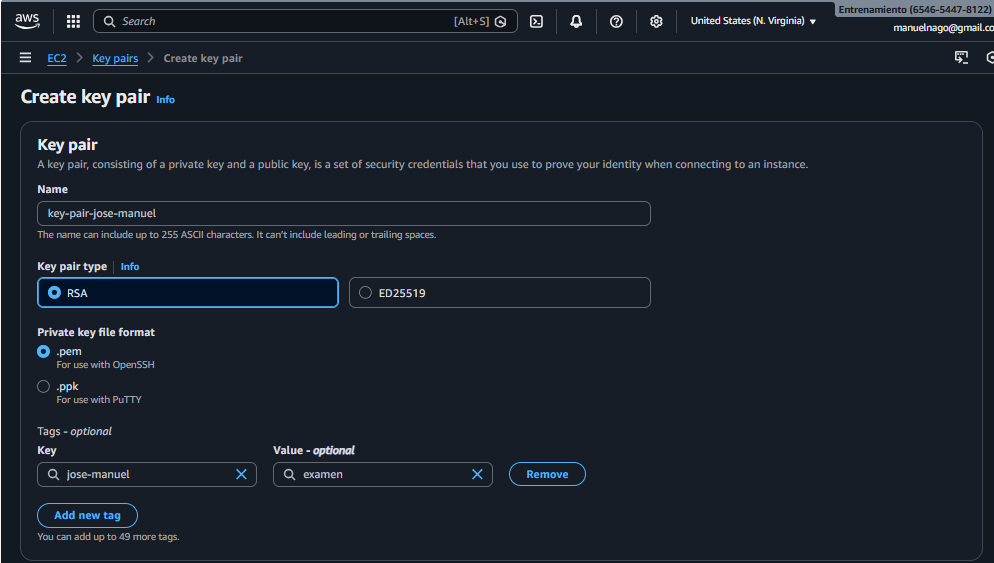 Entrenamiento (6546-5447-8122)
aws Search [Alt+S] United States (N. Virginia) manuelnago@gmail.co
EC2 Key pairs Create key pair
Create key pair Info
Key pair
A key pair, consisting of a private key and a public key, is a set of security credentials that you use to prove your identity when connecting to an instance.
Name
key-pair-jose-manuel
The name can include up to 255 ASCII characters. It can't include leading or trailing spaces.
Key pair type Info
RSA ED25519
Private key file format
.pem
For use with OpenSSH
.ppk
For use with PuTTY
Tags - optional
Key Value - optional
jose-manuel examen Remove
Add new tag
You can add up to 49 more tags.